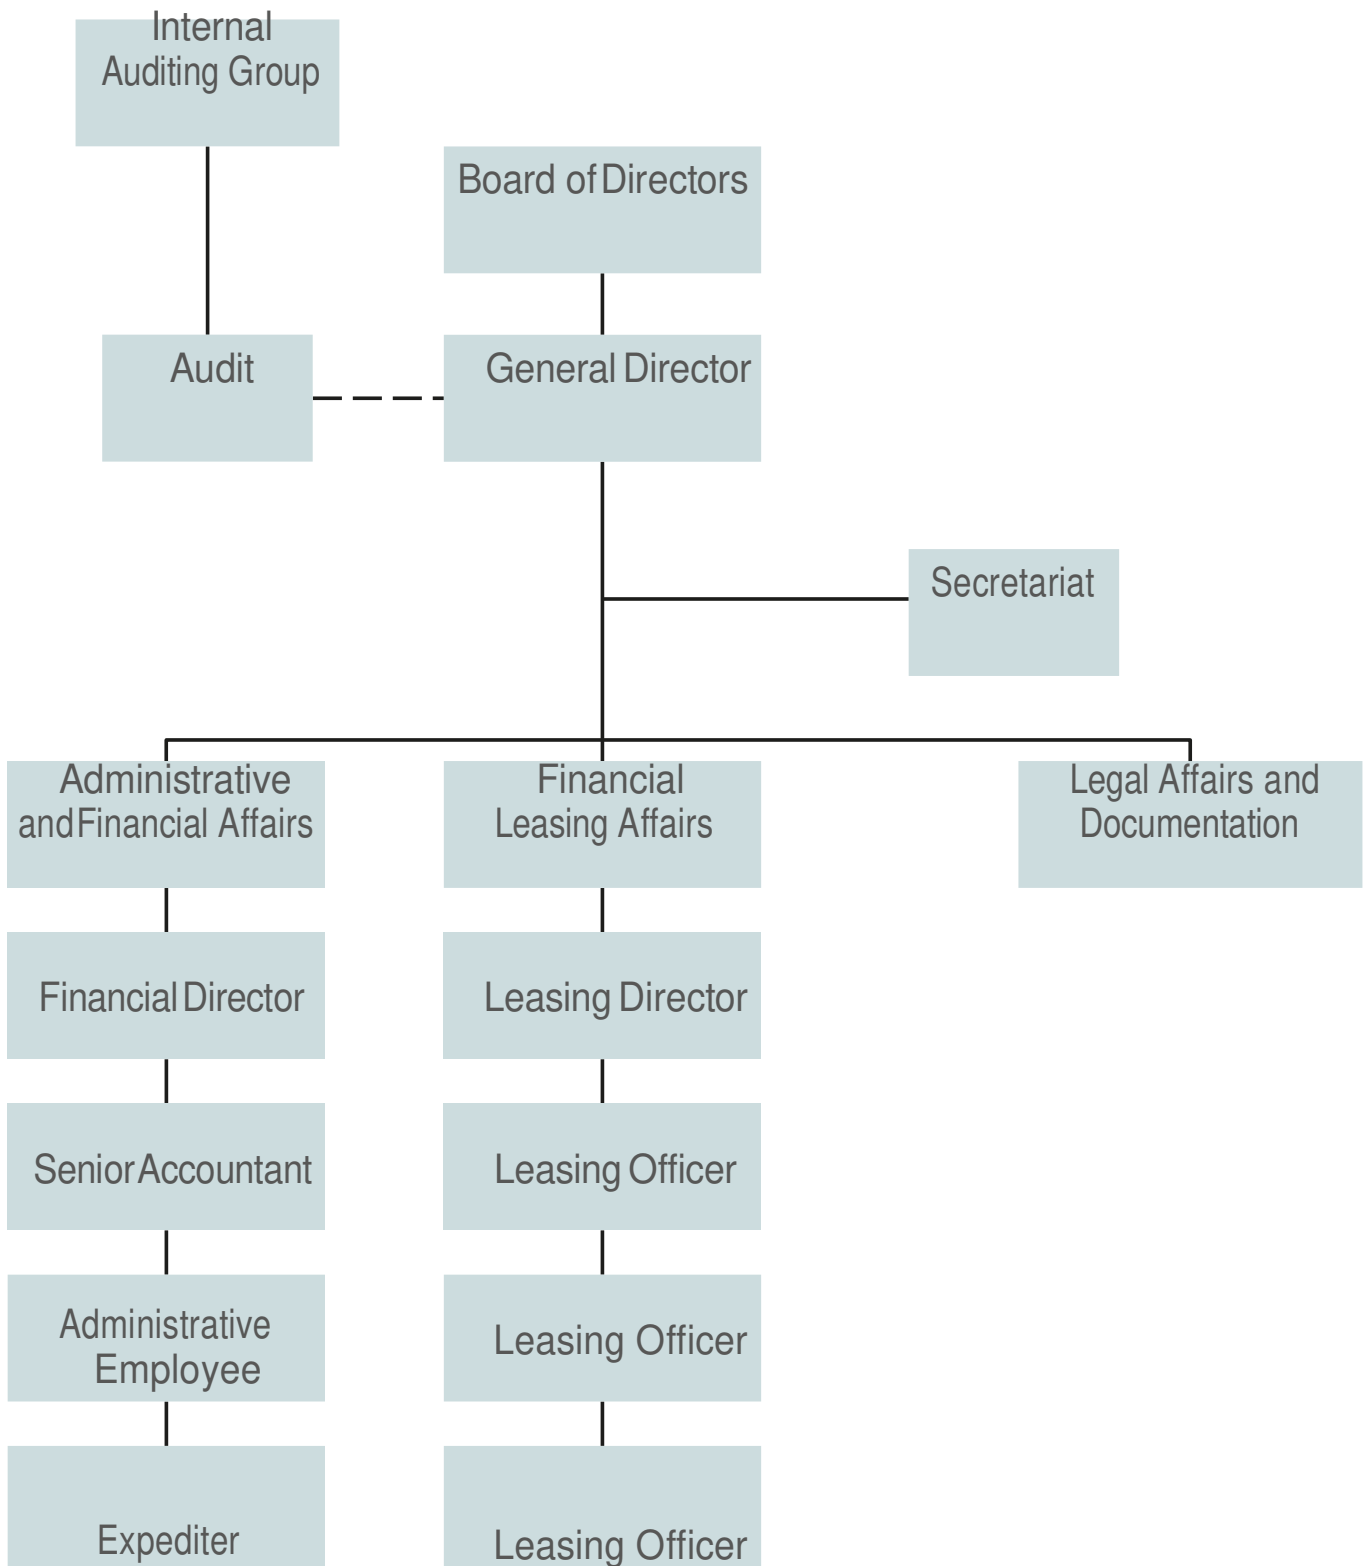 Internal
Auditing Group
Board of Directors
Audit
General Director
Secretariat
Administrative
and Financial Affairs
Financial
Leasing Affairs
Legal Affairs and
Documentation
Financial Director
Leasing Director
Senior Accountant
Leasing Officer
Administrative
Employee
Leasing Officer
Expediter
Leasing Officer